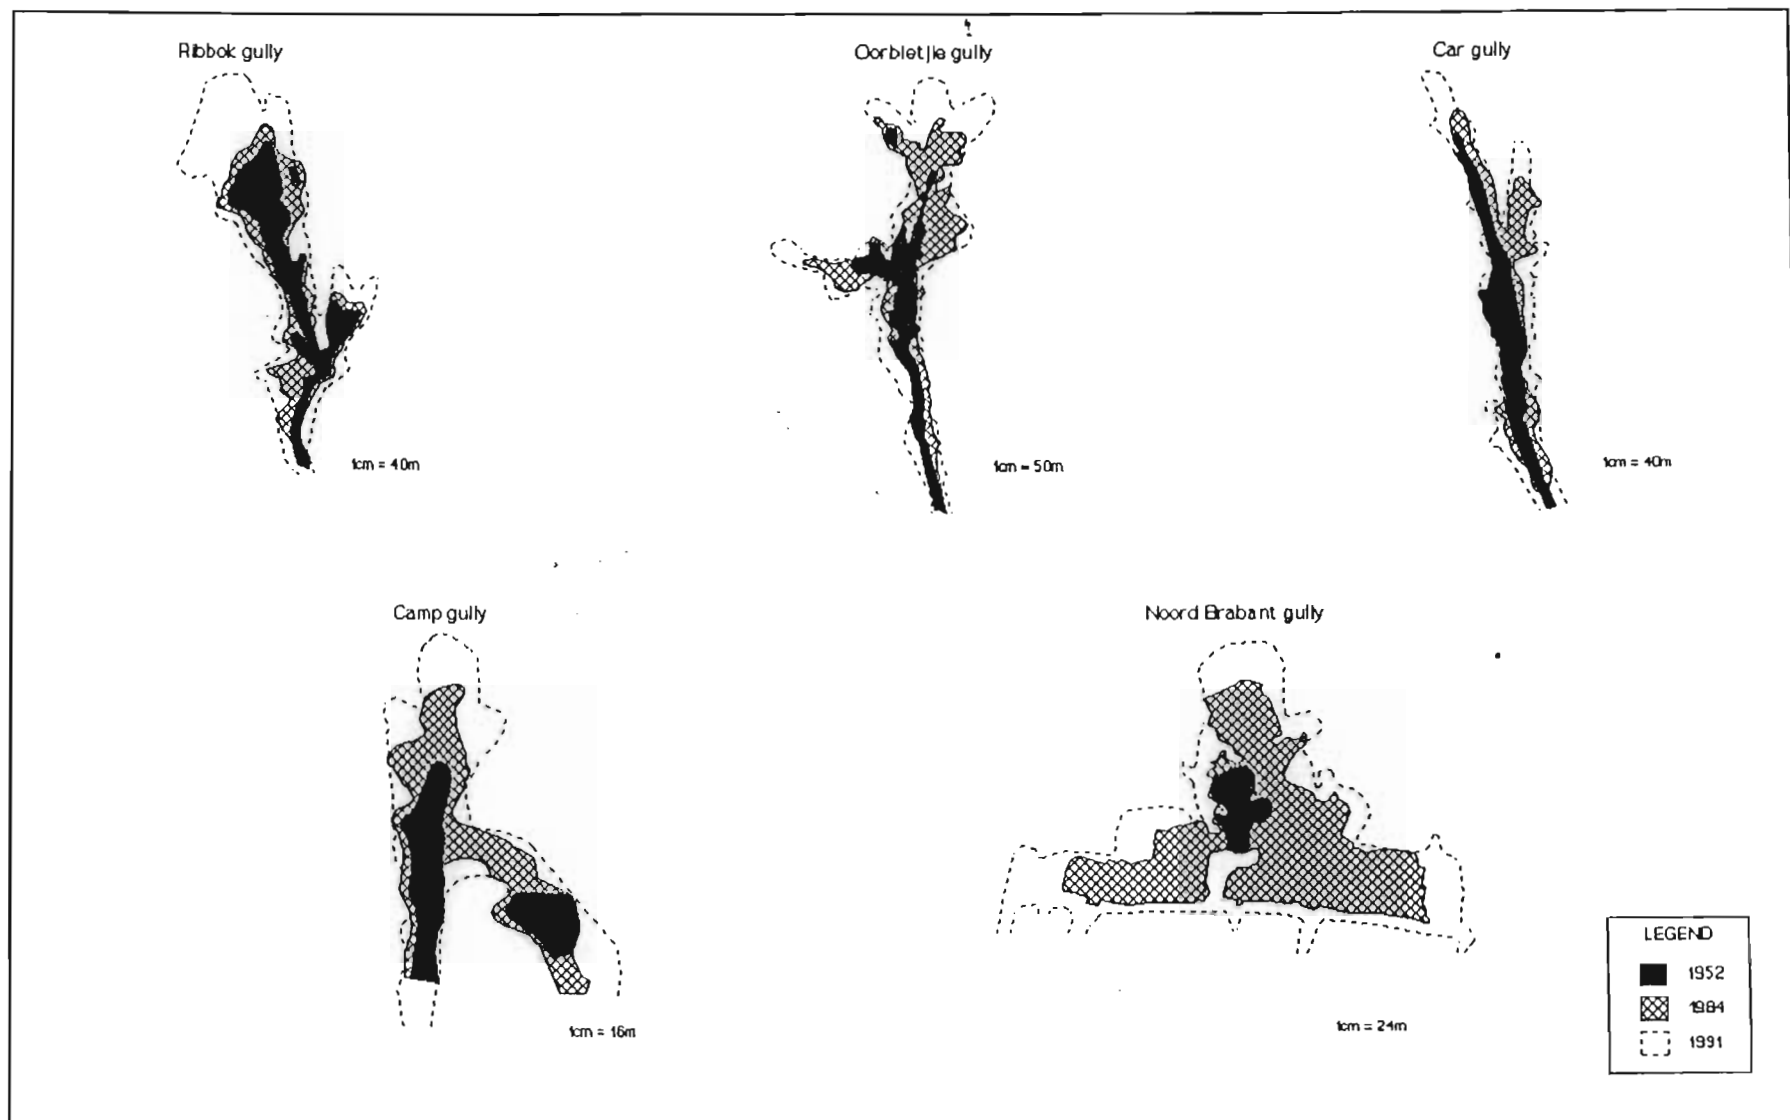 Ribbok gully
Oorbletjie gully
Car gully
1cm = 40m
1cm = 50m
1cm = 40m
Camp gully
Noord Brabant gully
1cm = 16m
1cm = 24m
LEGEND
1952
1984
1991